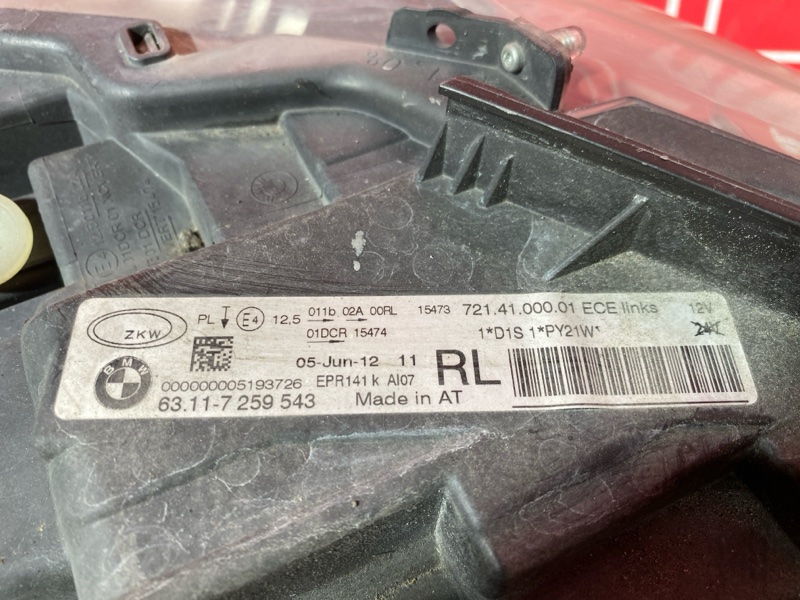 ZKW
PL E4 12,5 011b 02A 00RL 15473 721.41.000.01 ECE links 12V
01DCR 15474 1*D1S 1*PY21W*
05-Jun-12 11
BMW
000000005193726 EPR141 k AI07 RL
63.11-7 259 543 Made in AT